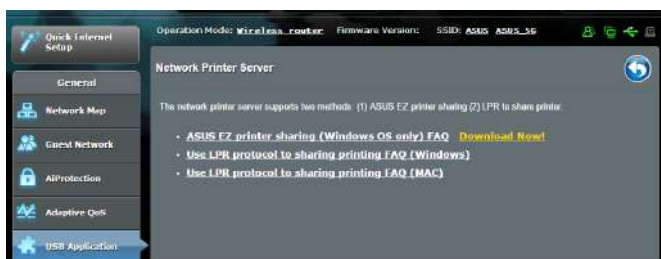 Quick Internet
Setup
Operation Mode: Wireless router Firmware Version: SSID: ASUS ASUS_5G
General
Network Map
Guest Network
AiProtection
Adaptive QoS
USB Application
Network Printer Server
The network printer server supports two methods: (1) ASUS EZ printer sharing (2) LPR to share printer.
ASUS EZ printer sharing (Windows OS only) FAQ Download Now!
Use LPR protocol to sharing printing FAQ (Windows)
Use LPR protocol to sharing printing FAQ (MAC)